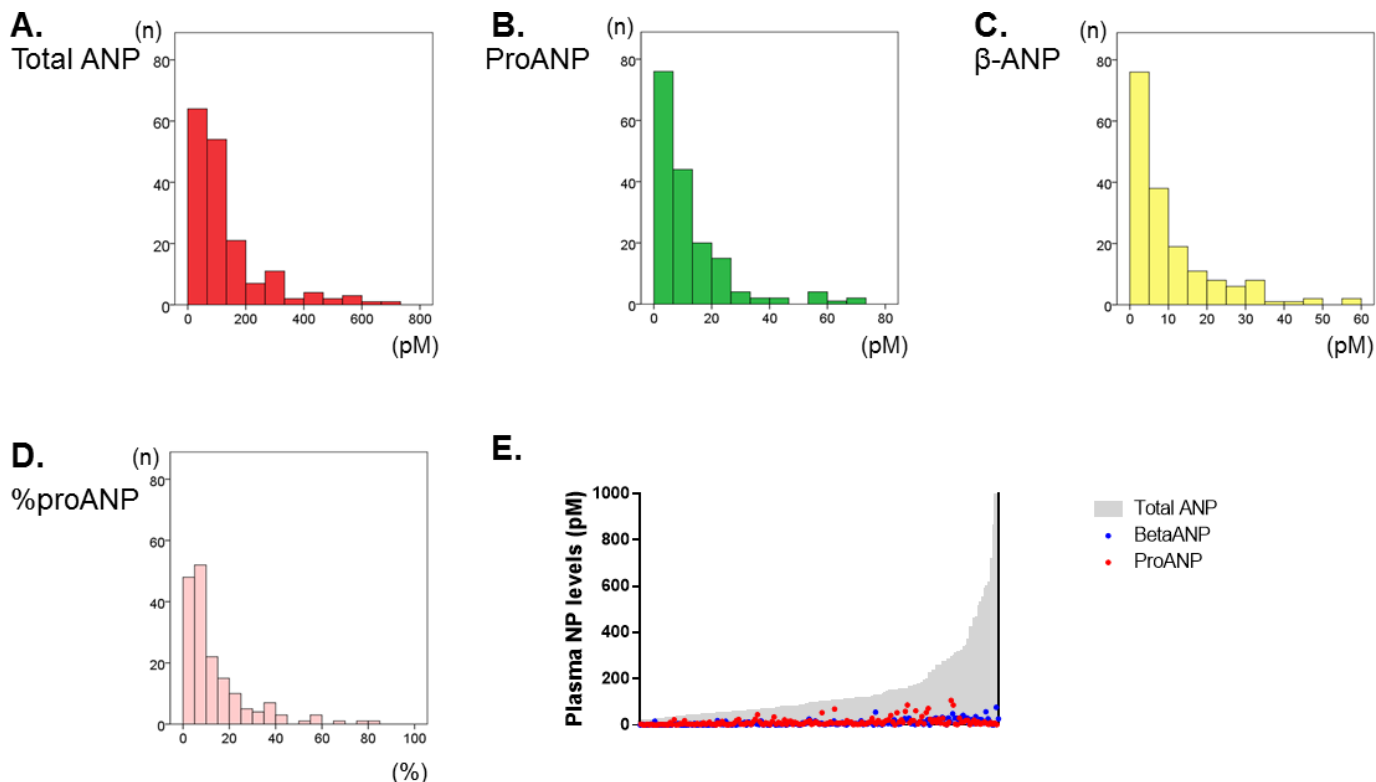 A.
Total ANP
(n)
80
60
40
20
0
0 200 400 600 800
(pM)
B.
ProANP
(n)
80
60
40
20
0
0 20 40 60 80
(pM)
C.
β-ANP
(n)
80
60
40
20
0
0 10 20 30 40 50 60
(pM)
D.
%proANP
(n)
80
60
40
20
0
0 20 40 60 80 100
(%)
E.
Plasma NP levels (pM)
1000
800
600
400
200
0
Total ANP
BetaANP
ProANP